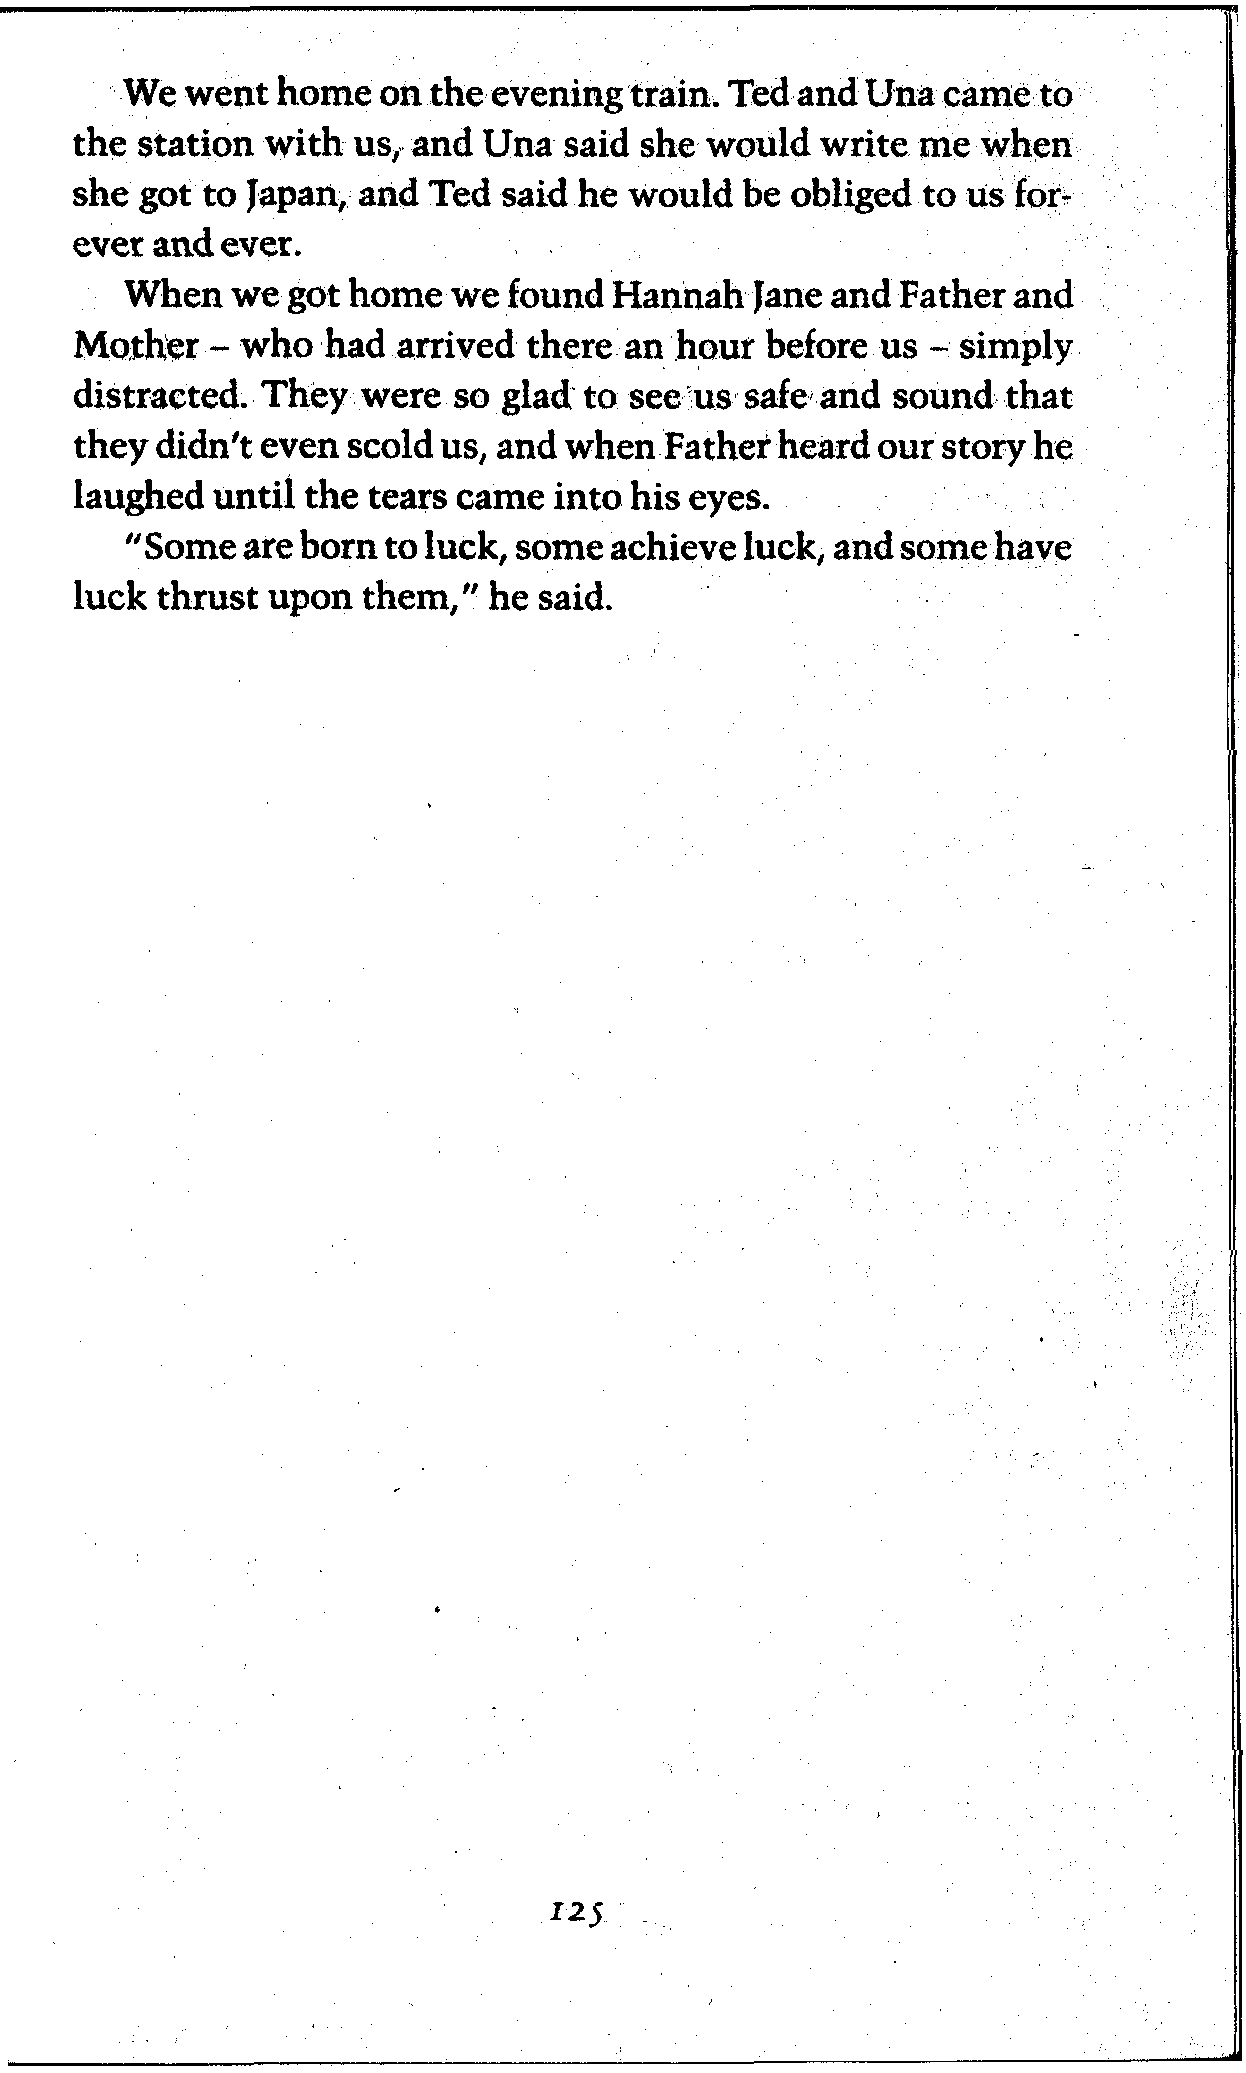 We went home on the evening train. Ted and Una came to
the station with us, and Una said she would write me when
she got to Japan, and Ted said he would be obliged to us for-
ever and ever.
When we got home we found Hannah Jane and Father and
Mother – who had arrived there an hour before us – simply
distracted. They were so glad to see us safe and sound that
they didn't even scold us, and when Father heard our story he
laughed until the tears came into his eyes.
"Some are born to luck, some achieve luck, and some have
luck thrust upon them," he said.
125